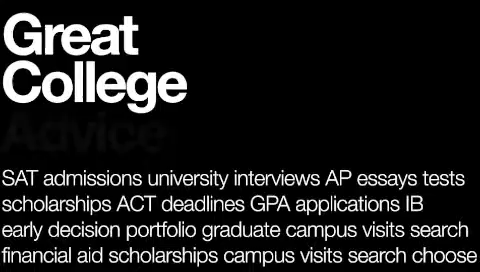 Great
College
Advice
SAT admissions university interviews AP essays tests
scholarships ACT deadlines GPA applications IB
early decision portfolio graduate campus visits search
financial aid scholarships campus visits search choose